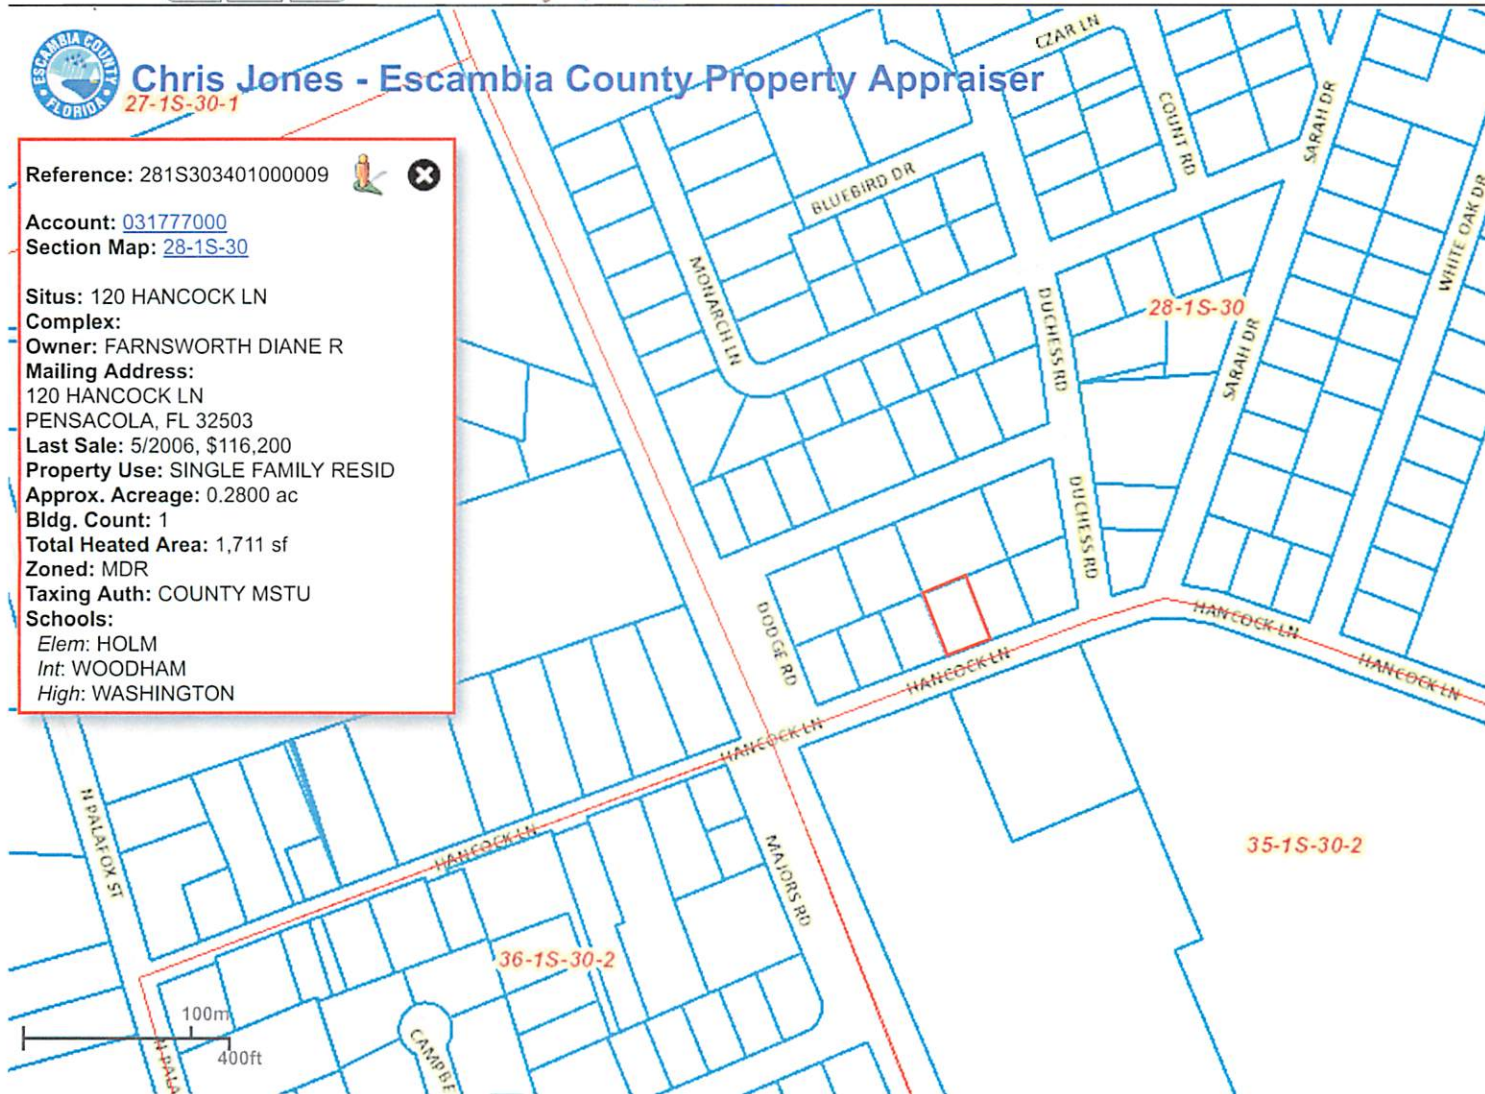 ESCAMBIA COUNTY
FLORIDA
Chris Jones - Escambia County Property Appraiser
27-1S-30-1
Reference: 281S303401000009
Account: 031777000
Section Map: 28-1S-30
Situs: 120 HANCOCK LN
Complex:
Owner: FARNSWORTH DIANE R
Mailing Address:
120 HANCOCK LN
PENSACOLA, FL 32503
Last Sale: 5/2006, $116,200
Property Use: SINGLE FAMILY RESID
Approx. Acreage: 0.2800 ac
Bldg. Count: 1
Total Heated Area: 1,711 sf
Zoned: MDR
Taxing Auth: COUNTY MSTU
Schools:
Elem: HOLM
Int: WOODHAM
High: WASHINGTON
CZAR LN
COUNT RD
SARAH DR
WHITE OAK DR
BLUEBIRD DR
MONARCH LN
DUCHESS RD
28-1S-30
SARAH DR
DUCHESS RD
DODGE RD
HANCOCK LN
HANCOCK LN
HANCOCK LN
HANCOCK LN
HANCOCK LN
N PALAFOX ST
MAJORS RD
35-1S-30-2
36-1S-30-2
100m
400ft
N PALA
CAMPBE